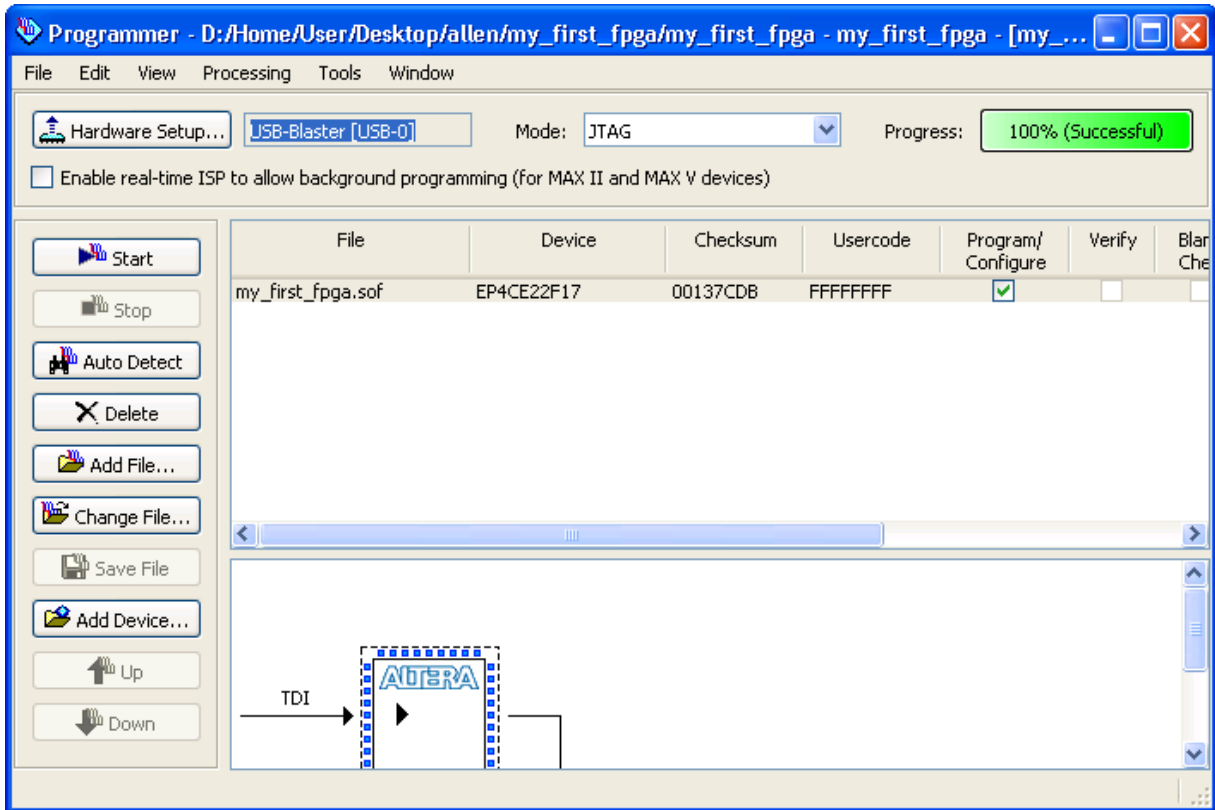 Programmer - D:/Home/User/Desktop/allen/my_first_fpga/my_first_fpga - my_first_fpga - [my_...
File Edit View Processing Tools Window
Hardware Setup... USB-Blaster [USB-0] Mode: JTAG Progress: 100% (Successful)
Enable real-time ISP to allow background programming (for MAX II and MAX V devices)
Start
Stop
Auto Detect
Delete
Add File...
Change File...
Save File
Add Device...
Up
Down
File Device Checksum Usercode Program/ Verify Blan
Configure Che
my_first_fpga.sof EP4CE22F17 00137CDB FFFFFFFF
ALTERA
TDI